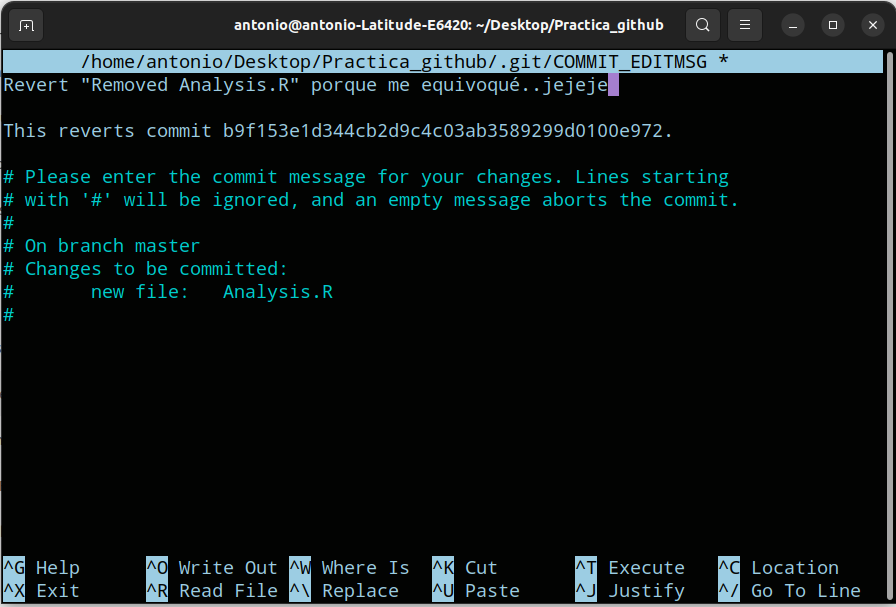 antonio@antonio-Latitude-E6420: ~/Desktop/Practica_github
/home/antonio/Desktop/Practica_github/.git/COMMIT_EDITMSG *
Revert "Removed Analysis.R" porque me equivoqué..jejeje
This reverts commit b9f153e1d344cb2d9c4c03ab3589299d0100e972.
# Please enter the commit message for your changes. Lines starting
# with '#' will be ignored, and an empty message aborts the commit.
#
# On branch master
# Changes to be committed:
#       new file:   Analysis.R
#
^G Help ^O Write Out ^W Where Is ^K Cut ^T Execute ^C Location
^X Exit ^R Read File ^\ Replace ^U Paste ^J Justify ^/ Go To Line